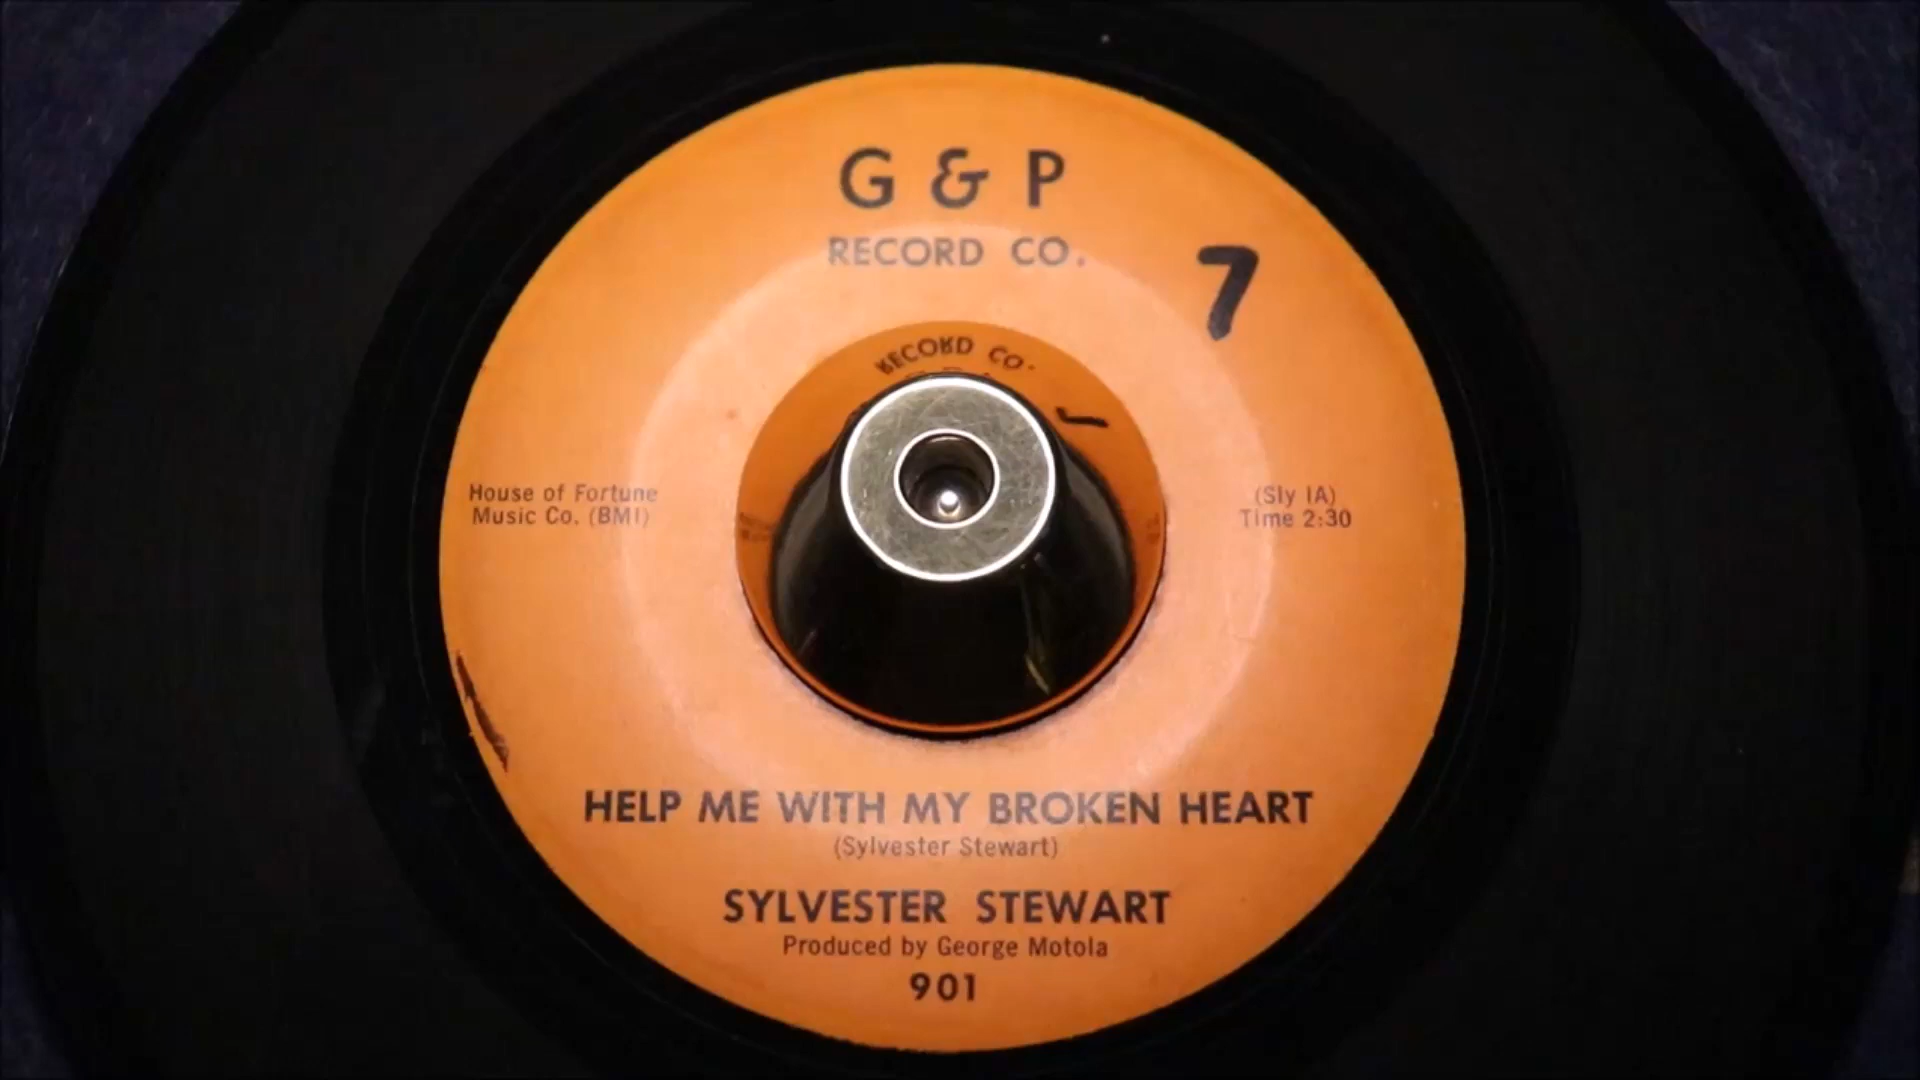 G & P
RECORD CO.
7
RECORD CO.
House of Fortune
Music Co. (BMI)
(Sly 1A)
Time 2:30
HELP ME WITH MY BROKEN HEART
(Sylvester Stewart)
SYLVESTER STEWART
Produced by George Motola
901